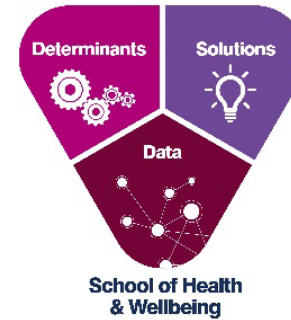 Determinants
Solutions
Data
School of Health
& Wellbeing